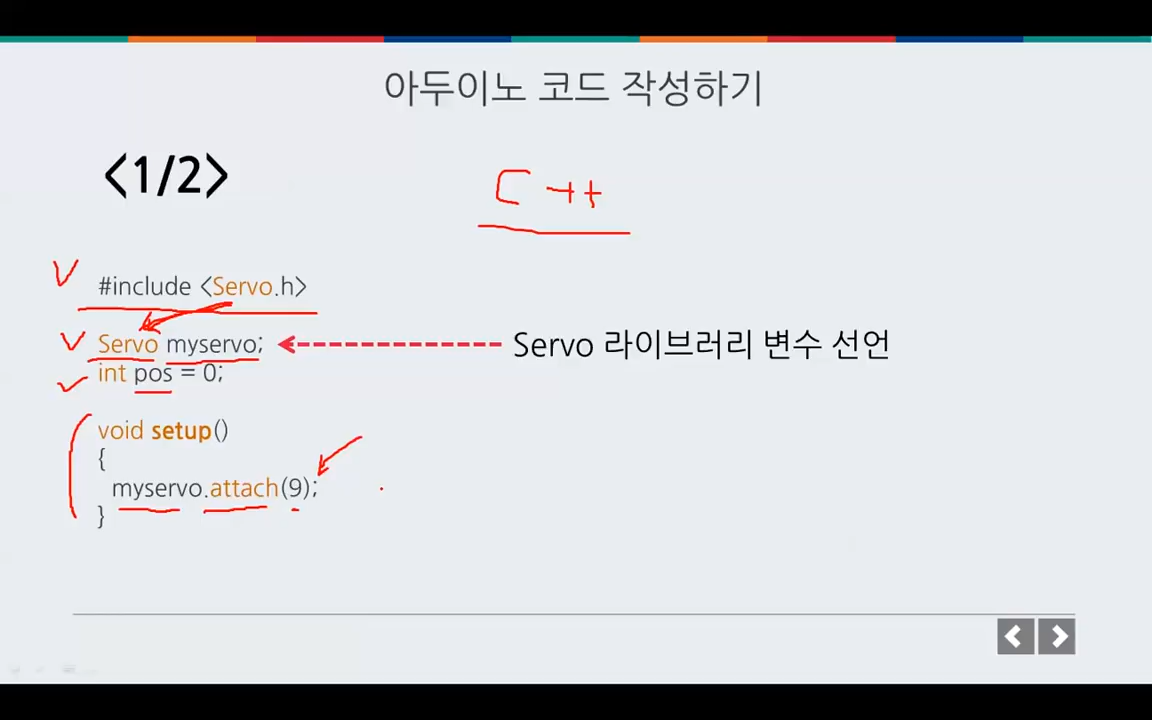 아두이노 코드 작성하기
<1/2>
C++
#include <Servo.h>
Servo myservo;
Servo 라이브러리 변수 선언
int pos = 0;
void setup()
{
myservo.attach(9);
}